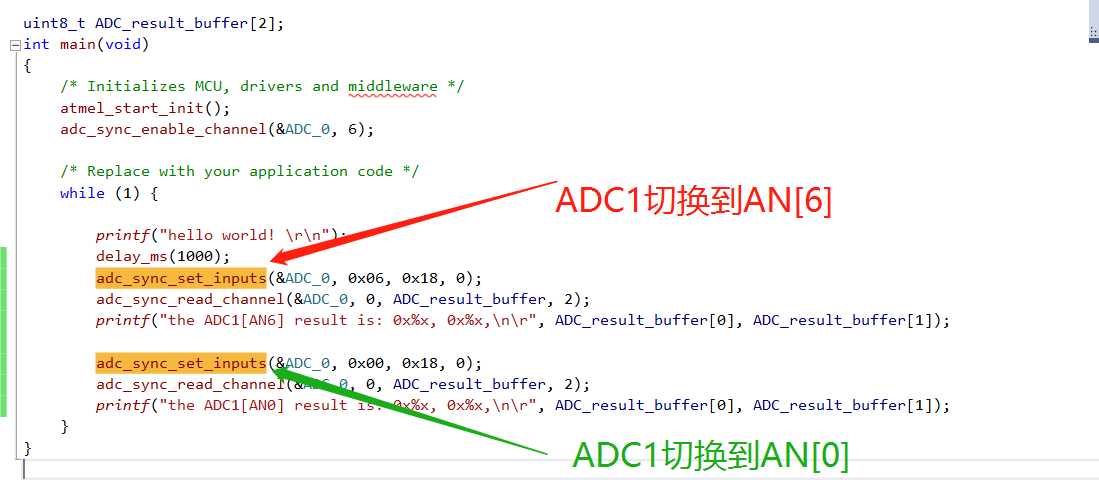 uint8_t ADC_result_buffer[2];
int main(void)
{
/* Initializes MCU, drivers and middleware */
atmel_start_init();
adc_sync_enable_channel(&ADC_0, 6);
/* Replace with your application code */
while (1) {
ADC1切换到AN[6]
printf("hello world! \r\n");
delay_ms(1000);
adc_sync_set_inputs(&ADC_0, 0x06, 0x18, 0);
adc_sync_read_channel(&ADC_0, 0, ADC_result_buffer, 2);
printf("the ADC1[AN6] result is: 0x%x, 0x%x,\n\r", ADC_result_buffer[0], ADC_result_buffer[1]);
adc_sync_set_inputs(&ADC_0, 0x00, 0x18, 0);
adc_sync_read_channel(&ADC_0, 0, ADC_result_buffer, 2);
printf("the ADC1[AN0] result is: 0x%x, 0x%x,\n\r", ADC_result_buffer[0], ADC_result_buffer[1]);
}
}
ADC1切换到AN[0]